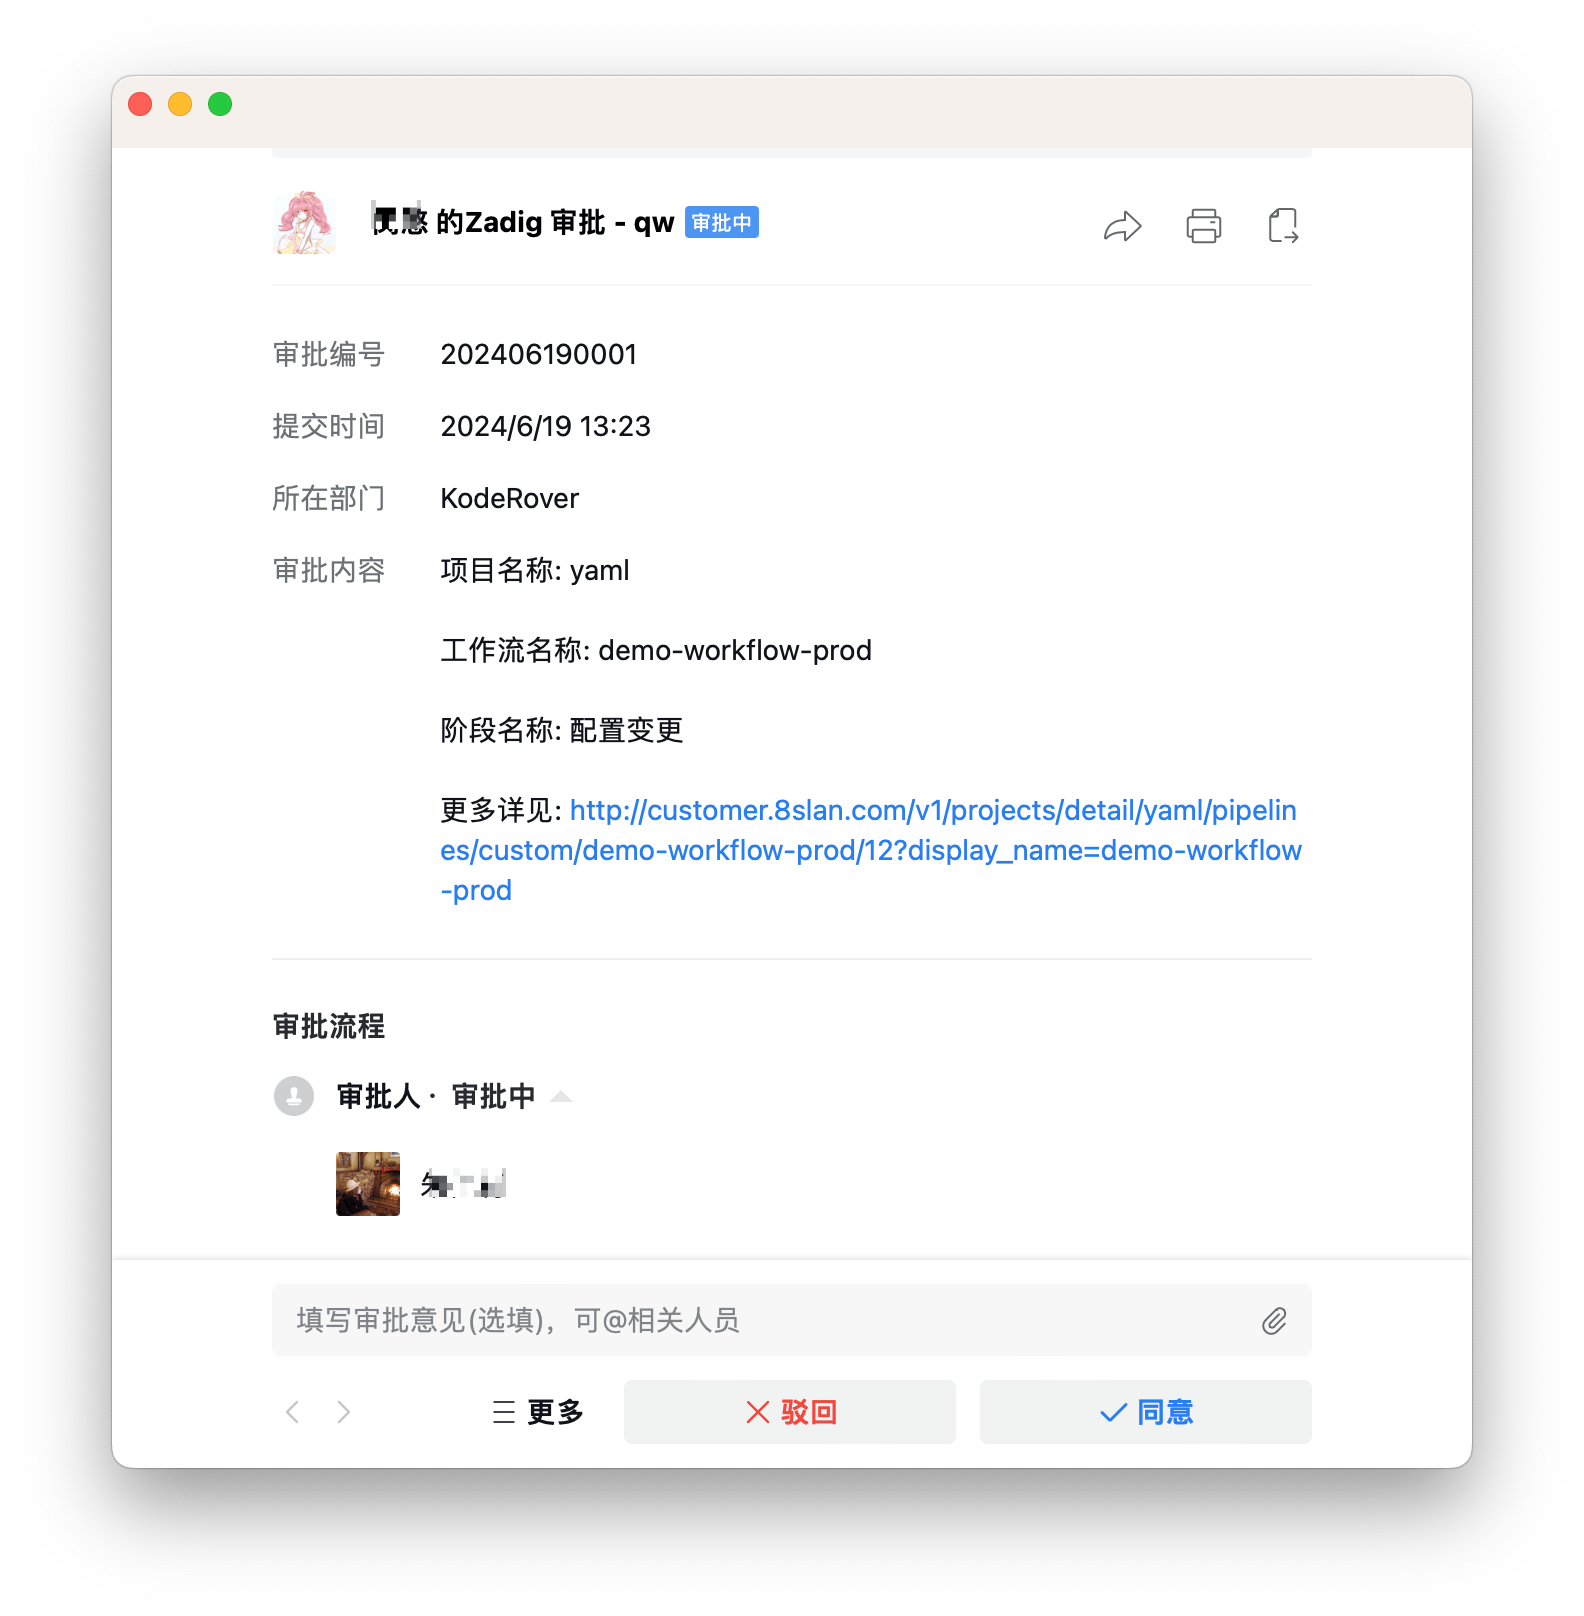 的Zadig 审批 - qw 审批中
审批编号 202406190001
提交时间 2024/6/19 13:23
所在部门 KodeRover
审批内容 项目名称: yaml
工作流名称: demo-workflow-prod
阶段名称: 配置变更
更多详见: http://customer.8slan.com/v1/projects/detail/yaml/pipelin
es/custom/demo-workflow-prod/12?display_name=demo-workflow
-prod
审批流程
审批人 · 审批中
填写审批意见(选填)，可@相关人员
更多 驳回 同意